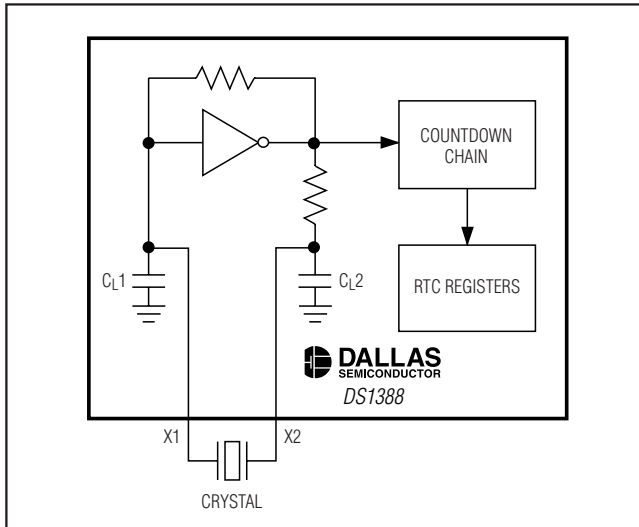 COUNTDOWN
CHAIN
RTC REGISTERS
CL1
CL2
DALLAS
SEMICONDUCTOR
DS1388
X1
X2
CRYSTAL